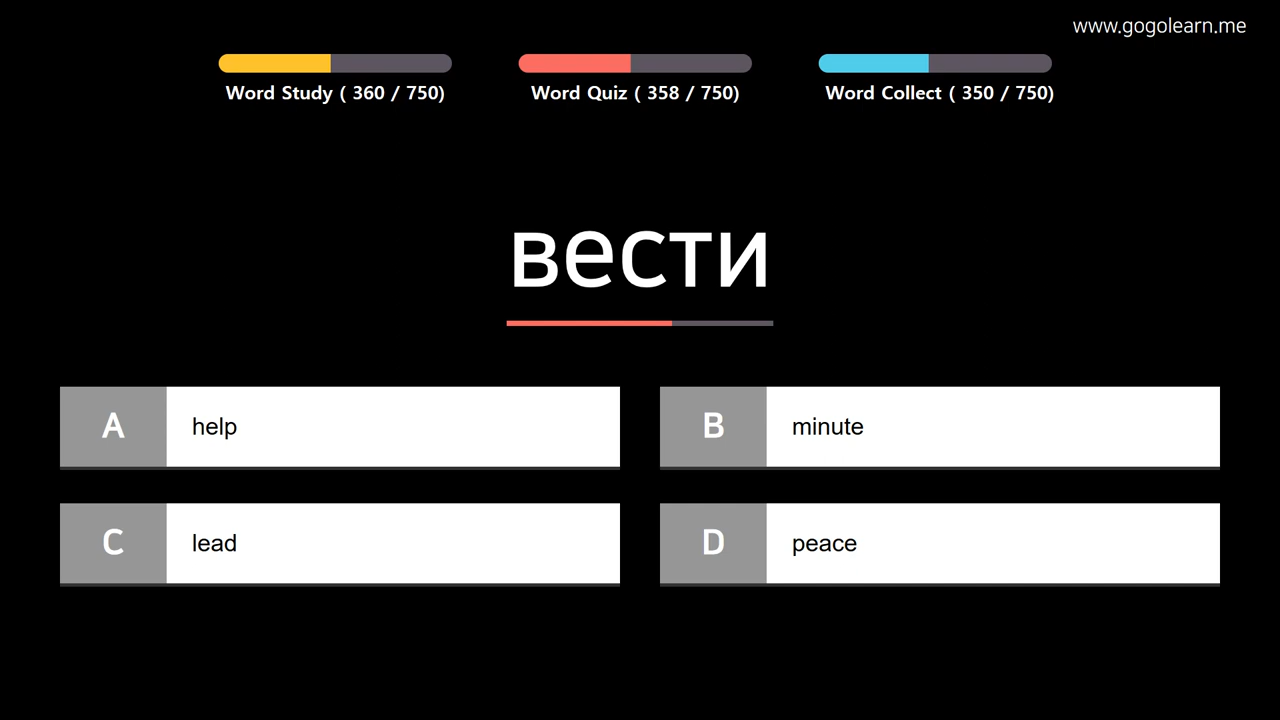 www.gogolearn.me
Word Study ( 360 / 750)
Word Quiz ( 358 / 750)
Word Collect ( 350 / 750)
вести
A help
B minute
C lead
D peace